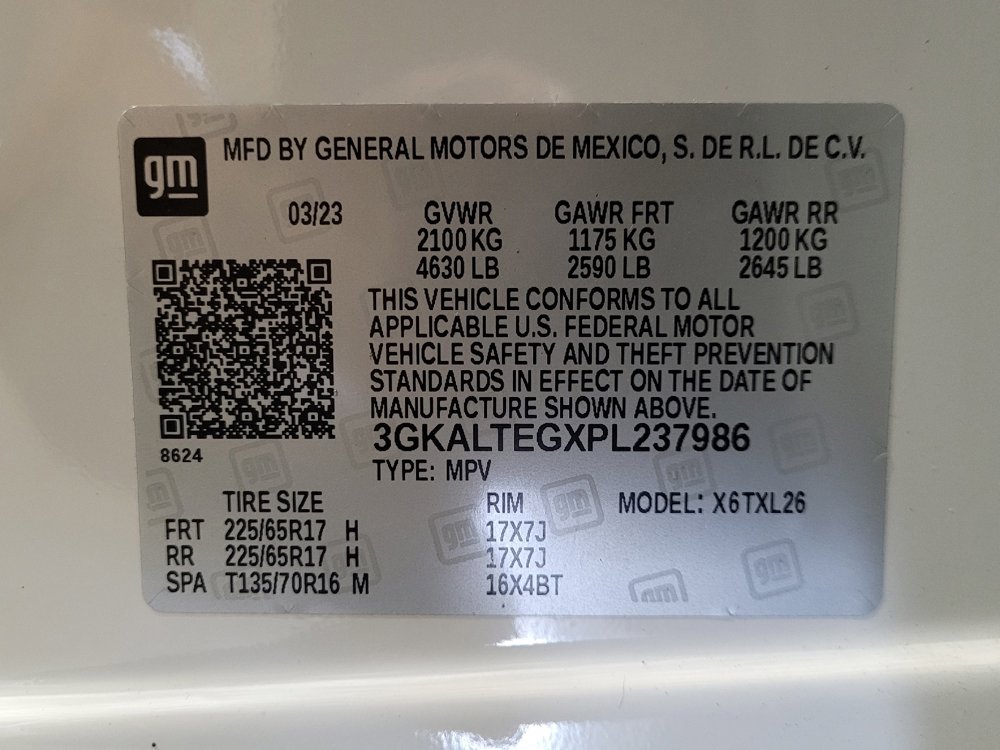 gm
MFD BY GENERAL MOTORS DE MEXICO, S. DE R.L. DE C.V.
03/23 GVWR GAWR FRT GAWR RR
2100 KG 1175 KG 1200 KG
4630 LB 2590 LB 2645 LB
THIS VEHICLE CONFORMS TO ALL
APPLICABLE U.S. FEDERAL MOTOR
VEHICLE SAFETY AND THEFT PREVENTION
STANDARDS IN EFFECT ON THE DATE OF
MANUFACTURE SHOWN ABOVE.
3GKALTEGXPL237986
8624
TYPE: MPV
TIRE SIZE RIM MODEL: X6TXL26
FRT 225/65R17 H 17X7J
RR 225/65R17 H 17X7J
SPA T135/70R16 M 16X4BT